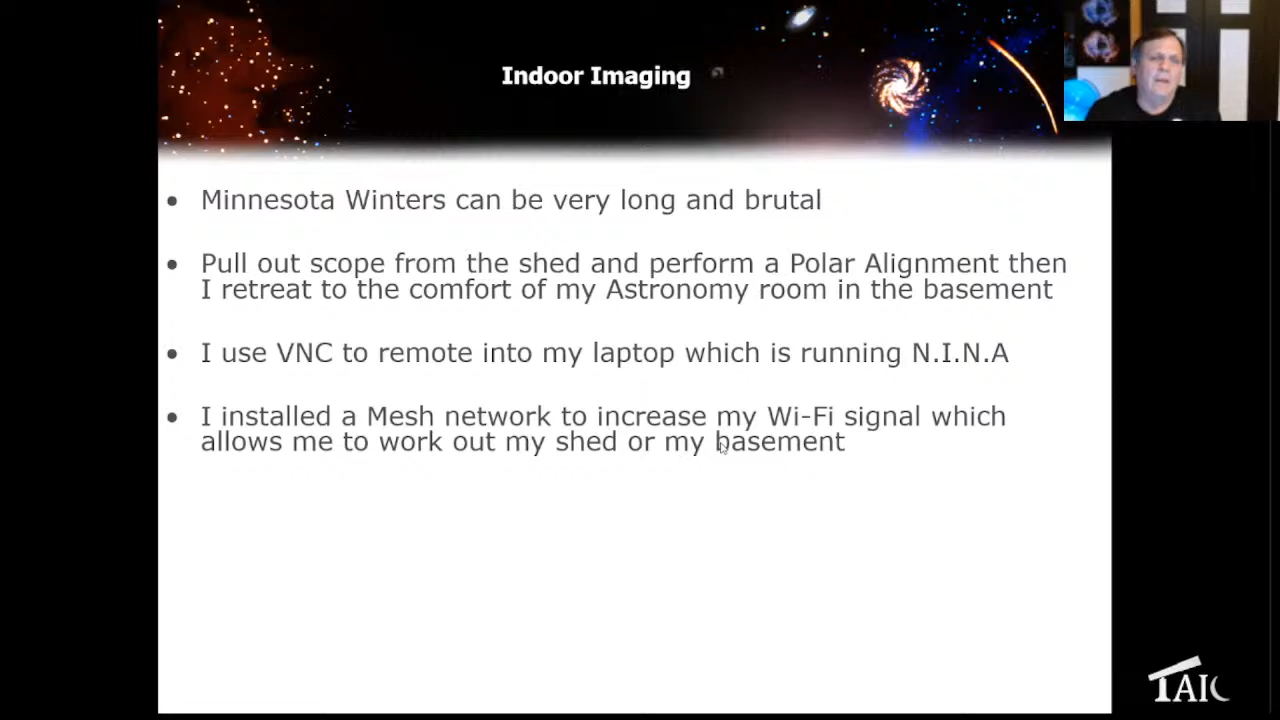 Indoor Imaging
• Minnesota Winters can be very long and brutal
• Pull out scope from the shed and perform a Polar Alignment then
I retreat to the comfort of my Astronomy room in the basement
• I use VNC to remote into my laptop which is running N.I.N.A
• I installed a Mesh network to increase my Wi-Fi signal which
allows me to work out my shed or my basement
TAIC